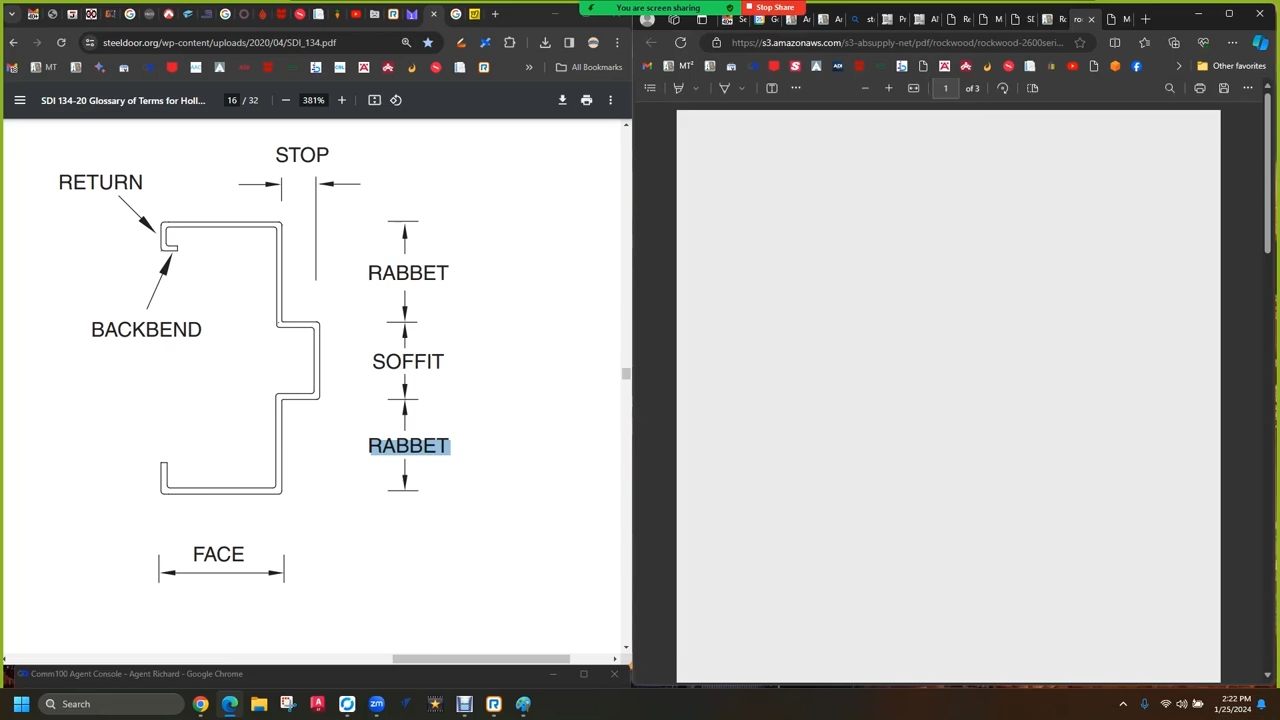 You are screen sharing
Stop Share
steeldoor.org/wp-content/uploads/2020/04/SDI_134.pdf
https://s3.amazonaws.com/s3-absupply-net/pdf/rockwood/rockwood-2600seri...
MT
All Bookmarks
MT²
Other favorites
SDI 134-20 Glossary of Terms for Holl...
16 / 32
381%
1
of 3
STOP
RETURN
RABBET
BACKBEND
SOFFIT
RABBET
FACE
Comm100 Agent Console - Agent Richard - Google Chrome
Search
2:22 PM
1/25/2024